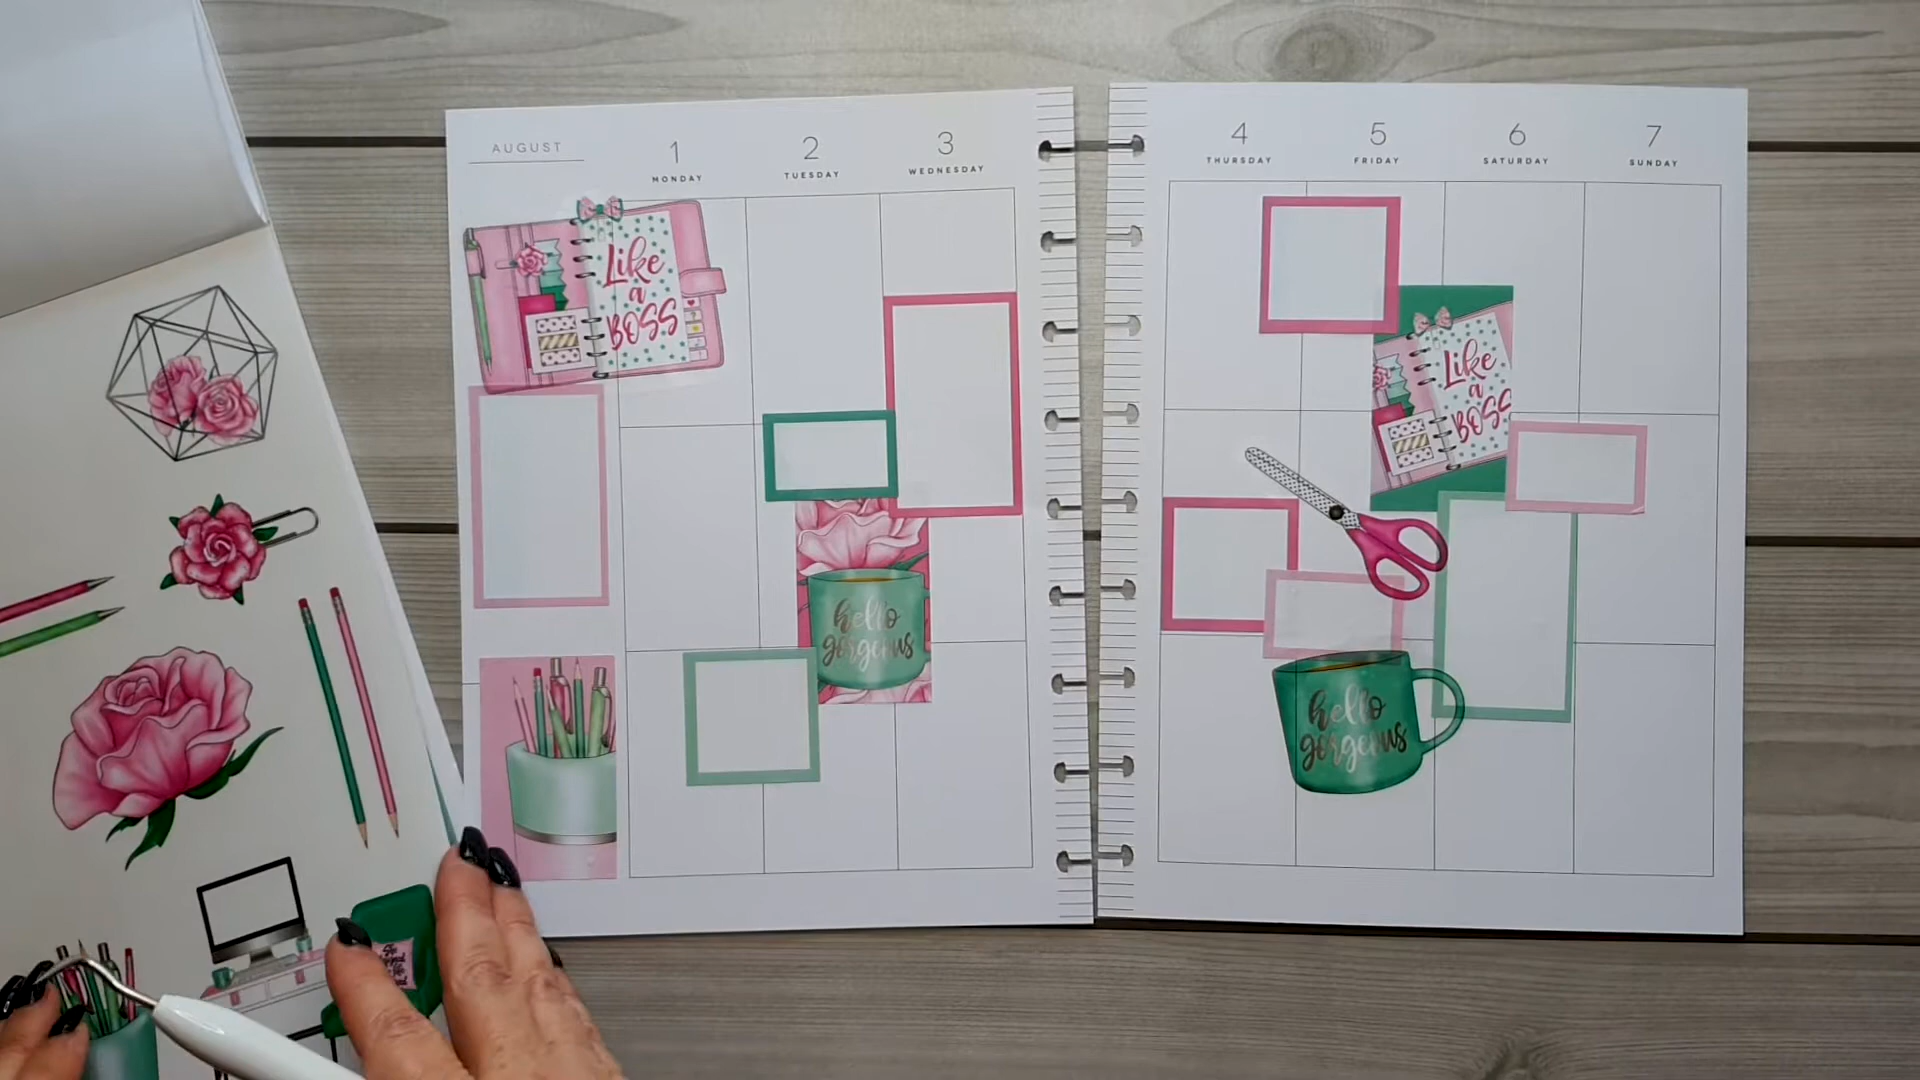 AUGUST
1
MONDAY
2
TUESDAY
3
WEDNESDAY
4
THURSDAY
5
FRIDAY
6
SATURDAY
7
SUNDAY
Like
a
BOSS
Like
a
BOSS
hello
gorgeous
hello
gorgeous